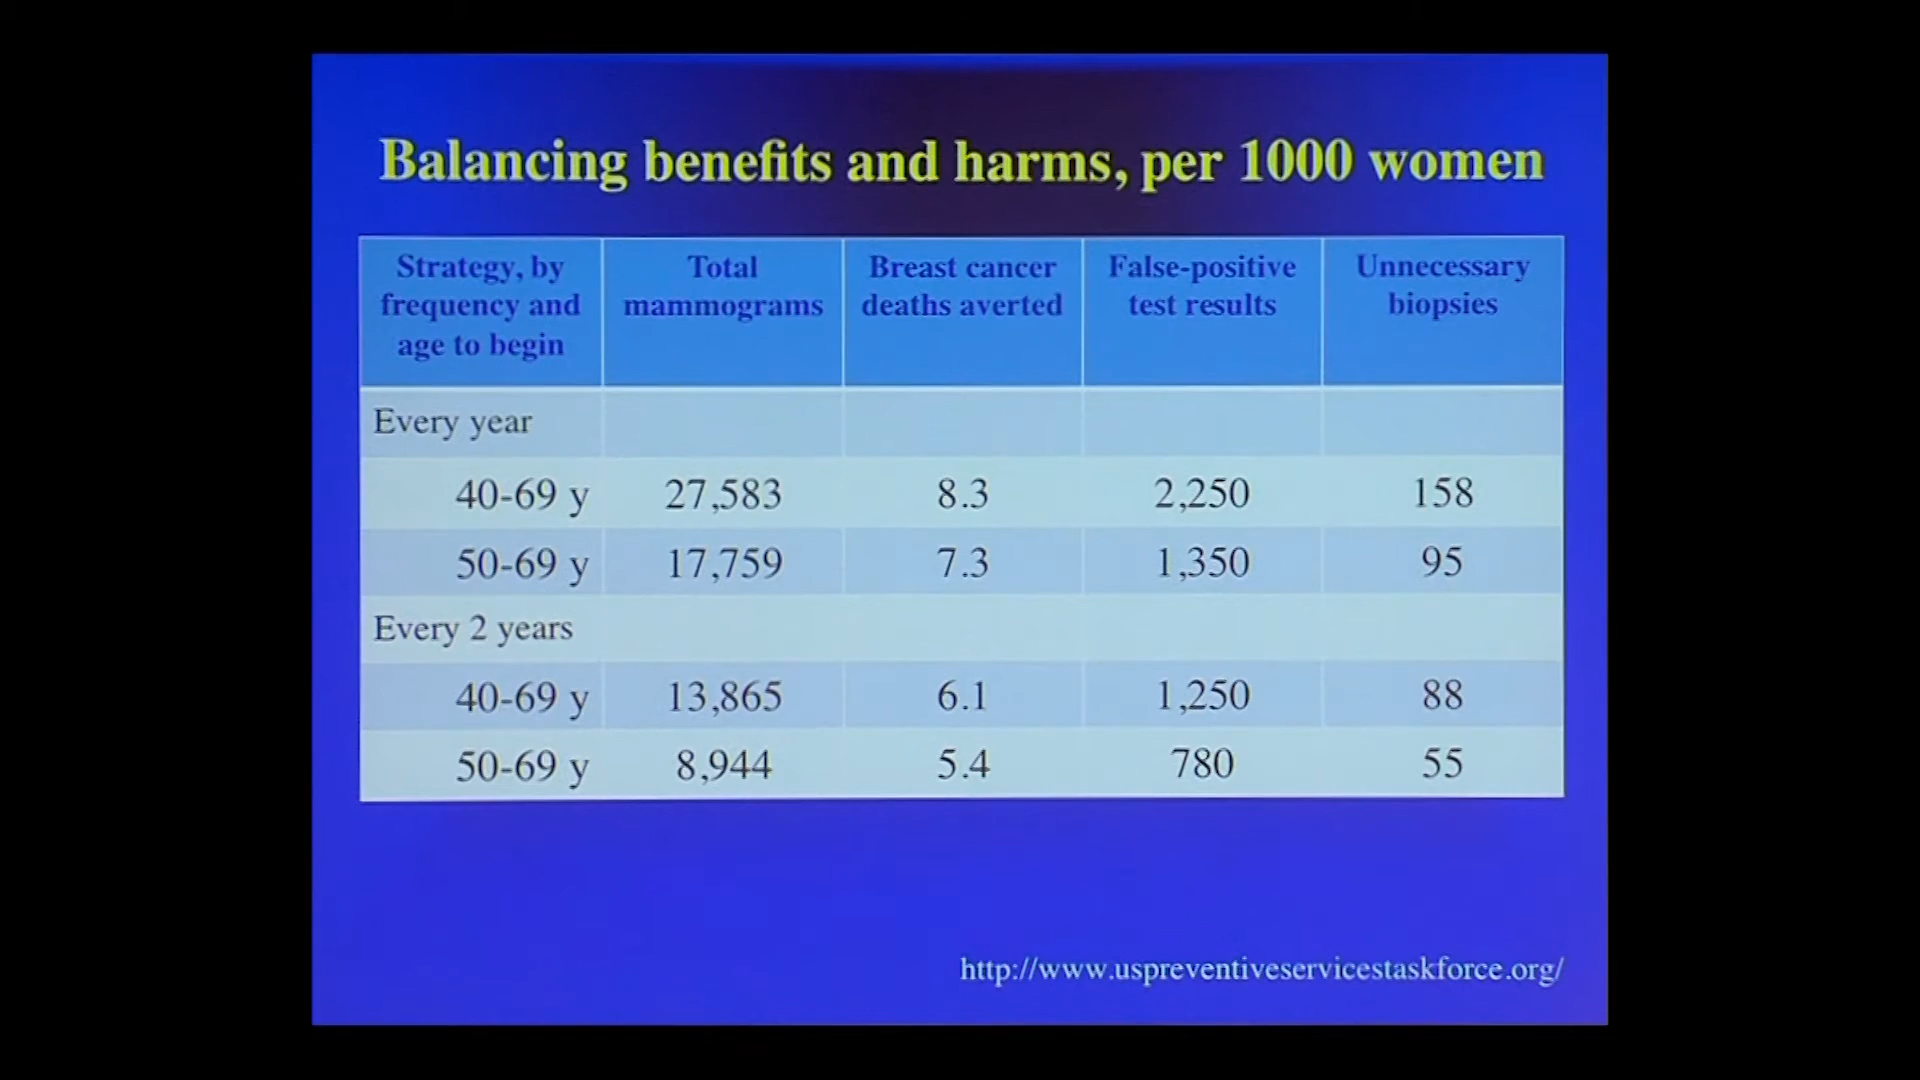 Balancing benefits and harms, per 1000 women
Strategy, by frequency and age to begin
Total mammograms
Breast cancer deaths averted
False-positive test results
Unnecessary biopsies
Every year
40-69 y 27,583 8.3 2,250 158
50-69 y 17,759 7.3 1,350 95
Every 2 years
40-69 y 13,865 6.1 1,250 88
50-69 y 8,944 5.4 780 55
http://www.uspreventiveservicestaskforce.org/